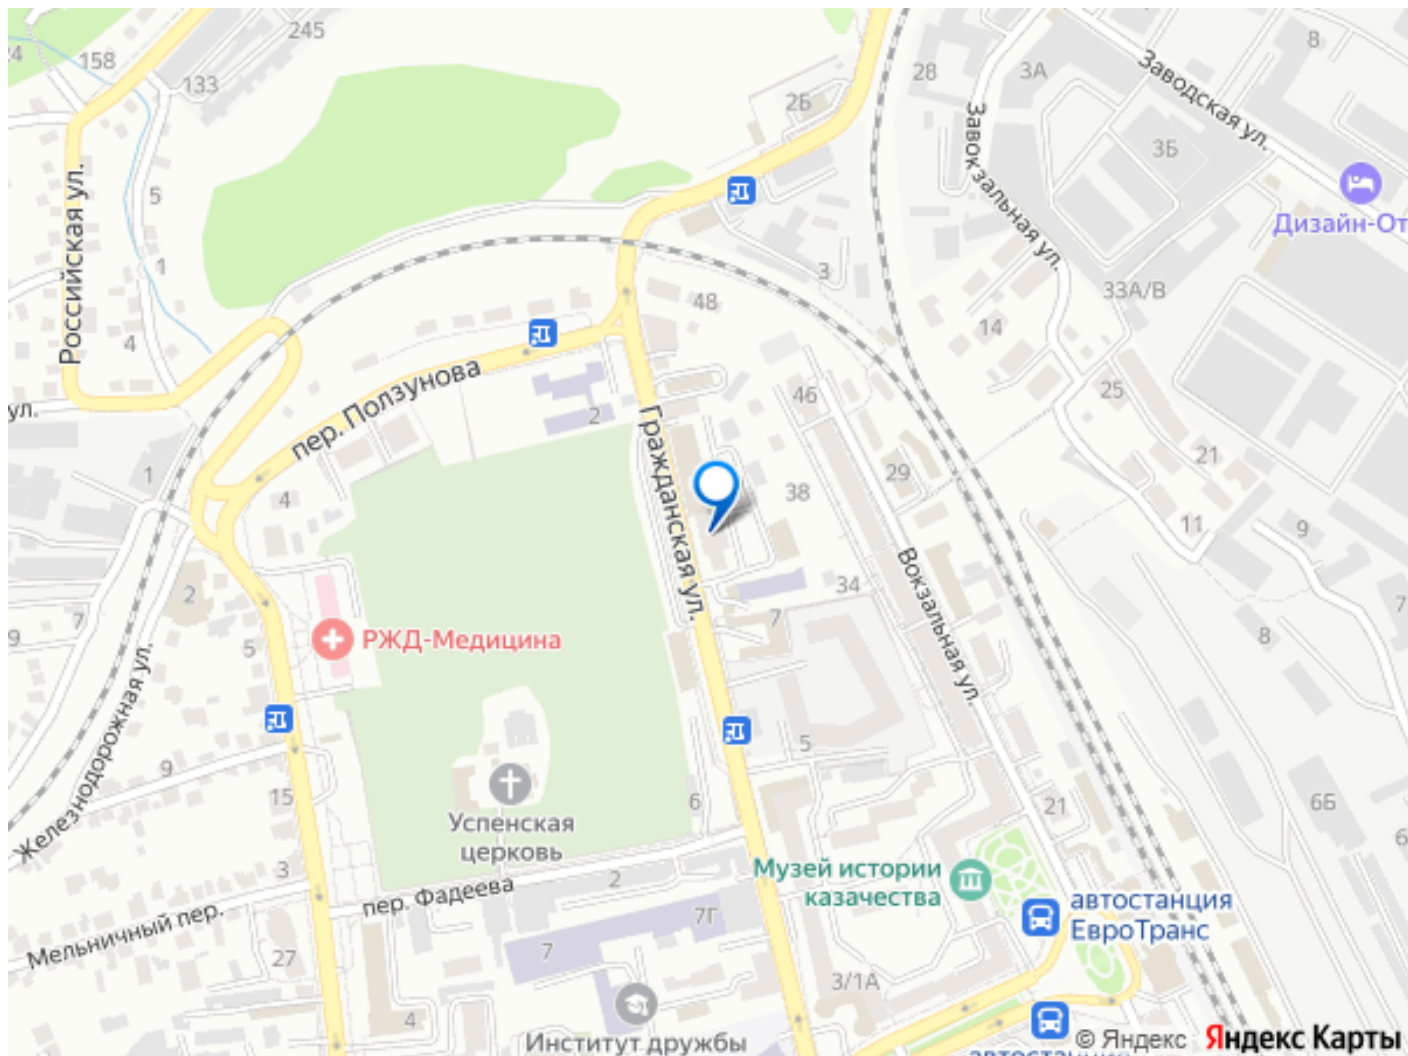 245
24
158
133
Российская ул.
5
1
4
ул.
1
28
3А
8
Заводская ул.
Завокзальная ул.
3Б
2Б
Дизайн-От
3
48
33А/В
14
25
пер. Ползунова
2
46
Гражданская ул.
29
21
38
11
9
4
2
7
9
5
РЖД-Медицина
34
7
Вокзальная ул.
8
7
Железнодорожная ул.
9
15
5
6
21
6Б
6
Успенская
церковь
3
пер. Фадеева
2
Музей истории
казачества
автостанция
ЕвроТранс
Мельничный пер.
27
7Г
7
3/1А
4
Институт дружбы
автостанция
© Яндекс Яндекс Карты